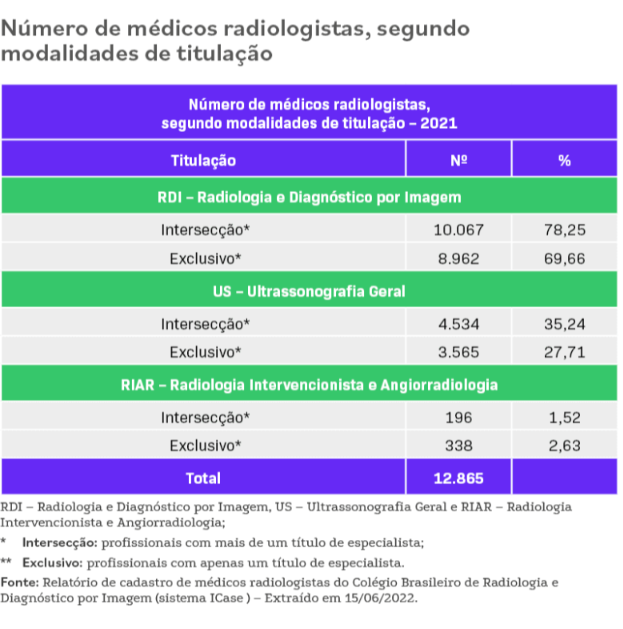 Número de médicos radiologistas, segundo
modalidades de titulação
Número de médicos radiologistas,
segundo modalidades de titulação – 2021
Titulação Nº %
RDI – Radiologia e Diagnóstico por Imagem
Intersecção* 10.067 78,25
Exclusivo* 8.962 69,66
US – Ultrassonografia Geral
Intersecção* 4.534 35,24
Exclusivo* 3.565 27,71
RIAR – Radiologia Intervencionista e Angiorradiologia
Intersecção* 196 1,52
Exclusivo* 338 2,63
Total 12.865
RDI – Radiologia e Diagnóstico por Imagem, US – Ultrassonografia Geral e RIAR – Radiologia
Intervencionista e Angiorradiologia;
* Intersecção: profissionais com mais de um título de especialista;
** Exclusivo: profissionais com apenas um título de especialista.
Fonte: Relatório de cadastro de médicos radiologistas do Colégio Brasileiro de Radiologia e
Diagnóstico por Imagem (sistema ICase ) – Extraído em 15/06/2022.